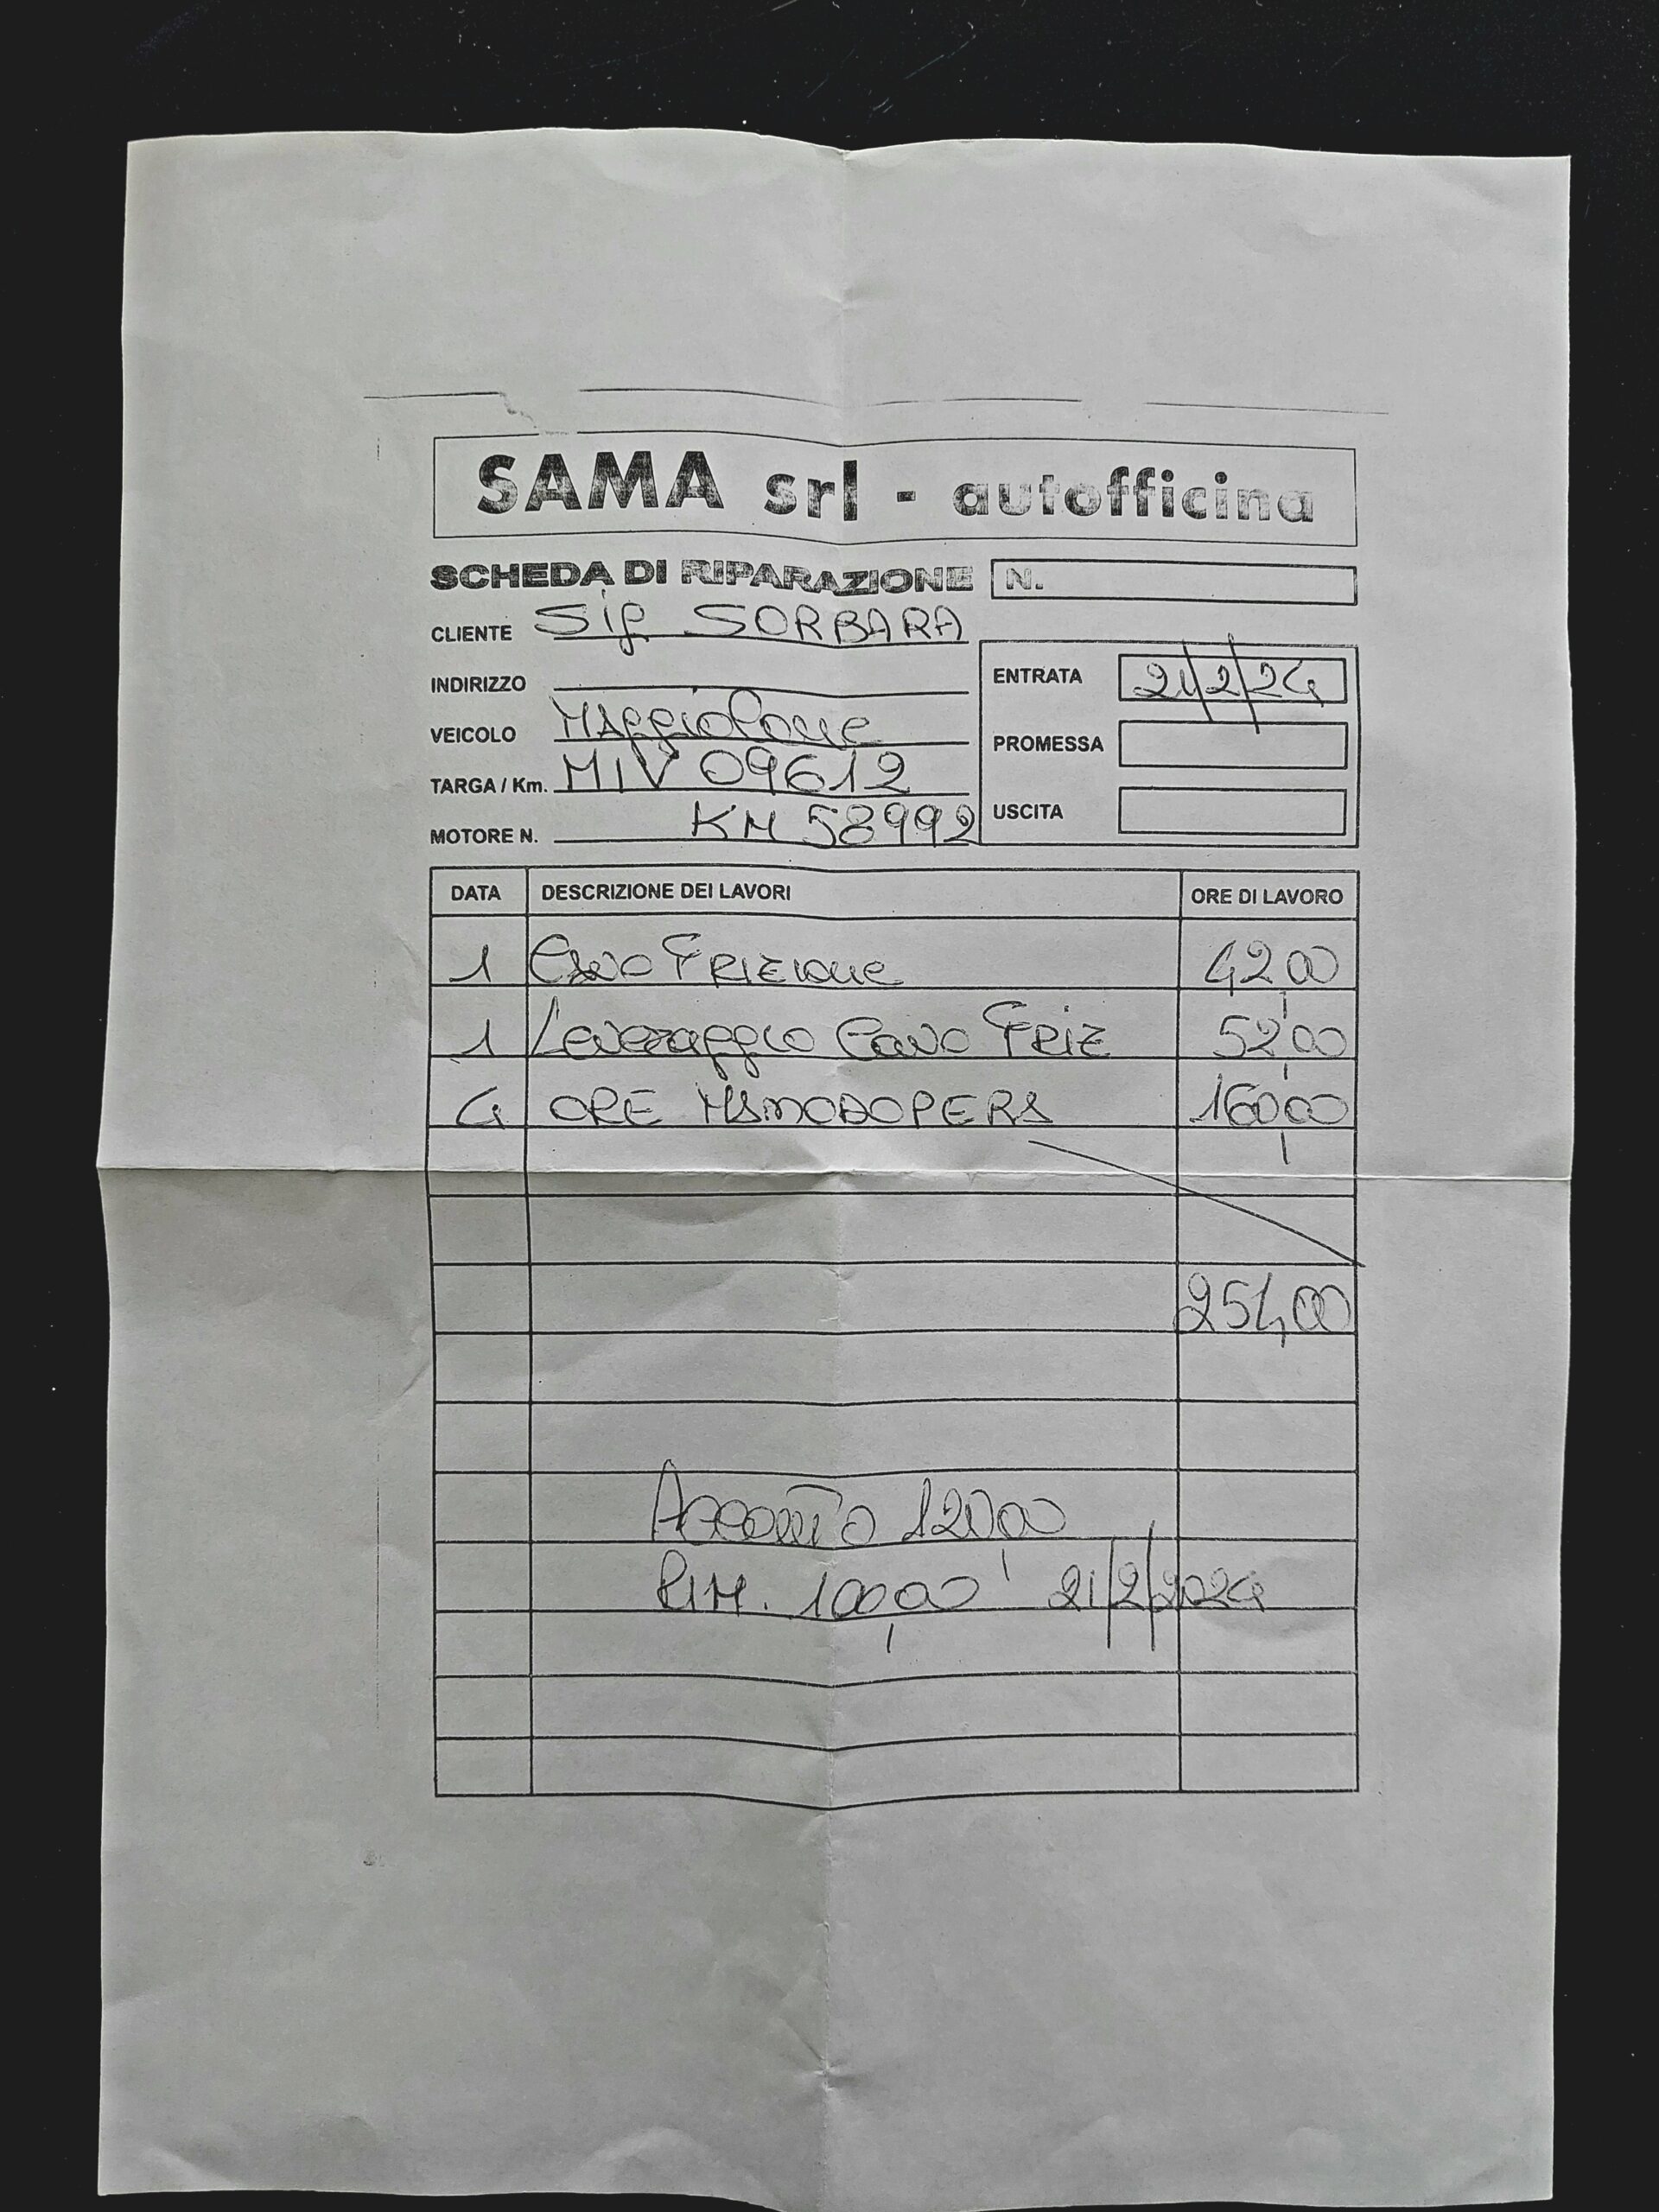 SAMA srl - autofficina
SCHEDA DI RIPARAZIONE N.
CLIENTE Sig SORBARA
INDIRIZZO
ENTRATA 21/2/24
VEICOLO MAggiolone
PROMESSA
TARGA / Km. MIV 09612
USCITA
MOTORE N. KM 58992
DATA DESCRIZIONE DEI LAVORI ORE DI LAVORO
1 CAVO FRIZIONE 42,00
1 Leveraggio CAVO FRIZ 52,00
4 ORE MANODOPERA 160,00
254,00
Acconto 120,00
RIM. 100,00 21/2/2024